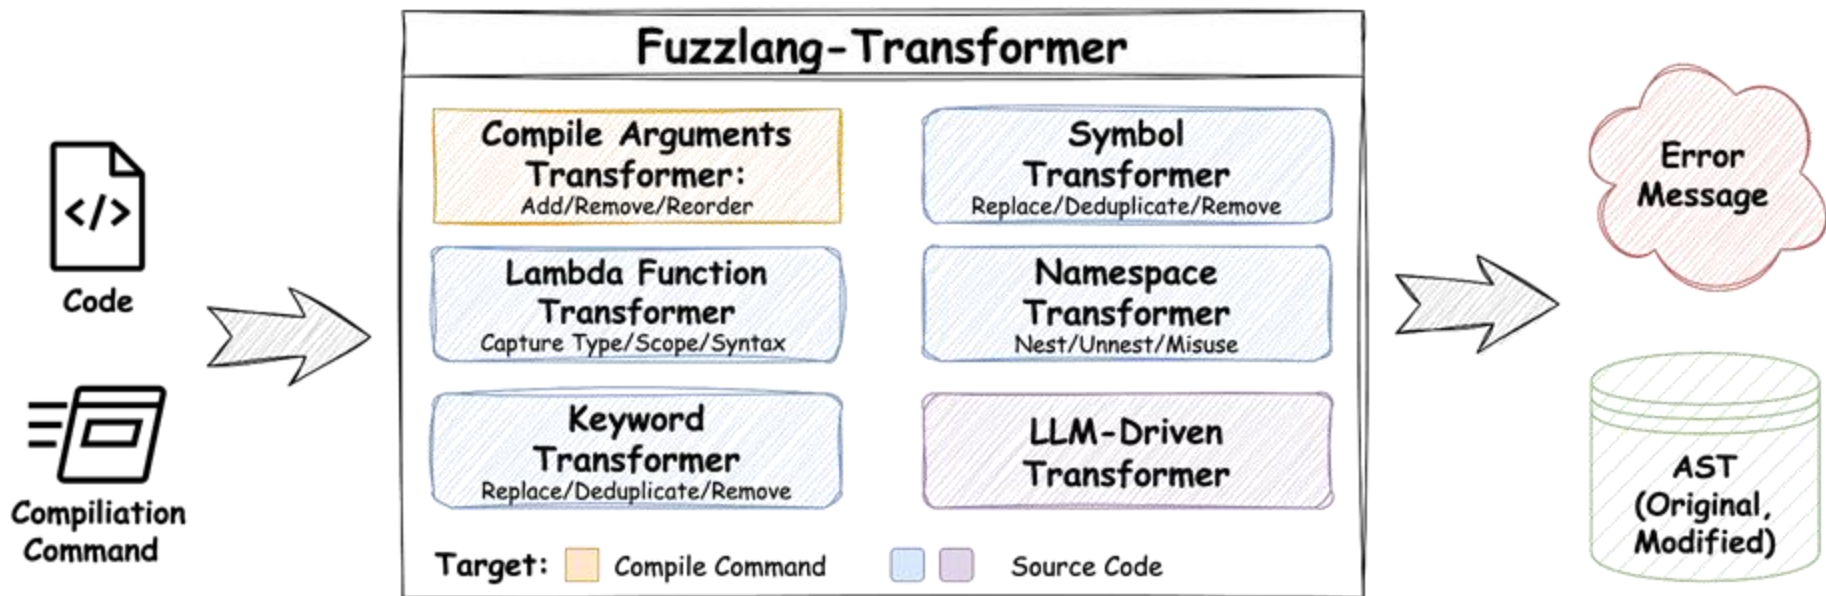 Fuzzlang-Transformer
Code
Compiliation
Command
Compile Arguments
Transformer:
Add/Remove/Reorder
Symbol
Transformer
Replace/Deduplicate/Remove
Lambda Function
Transformer
Capture Type/Scope/Syntax
Namespace
Transformer
Nest/Unnest/Misuse
Keyword
Transformer
Replace/Deduplicate/Remove
LLM-Driven
Transformer
Target: Compile Command Source Code
Error
Message
AST
(Original,
Modified)